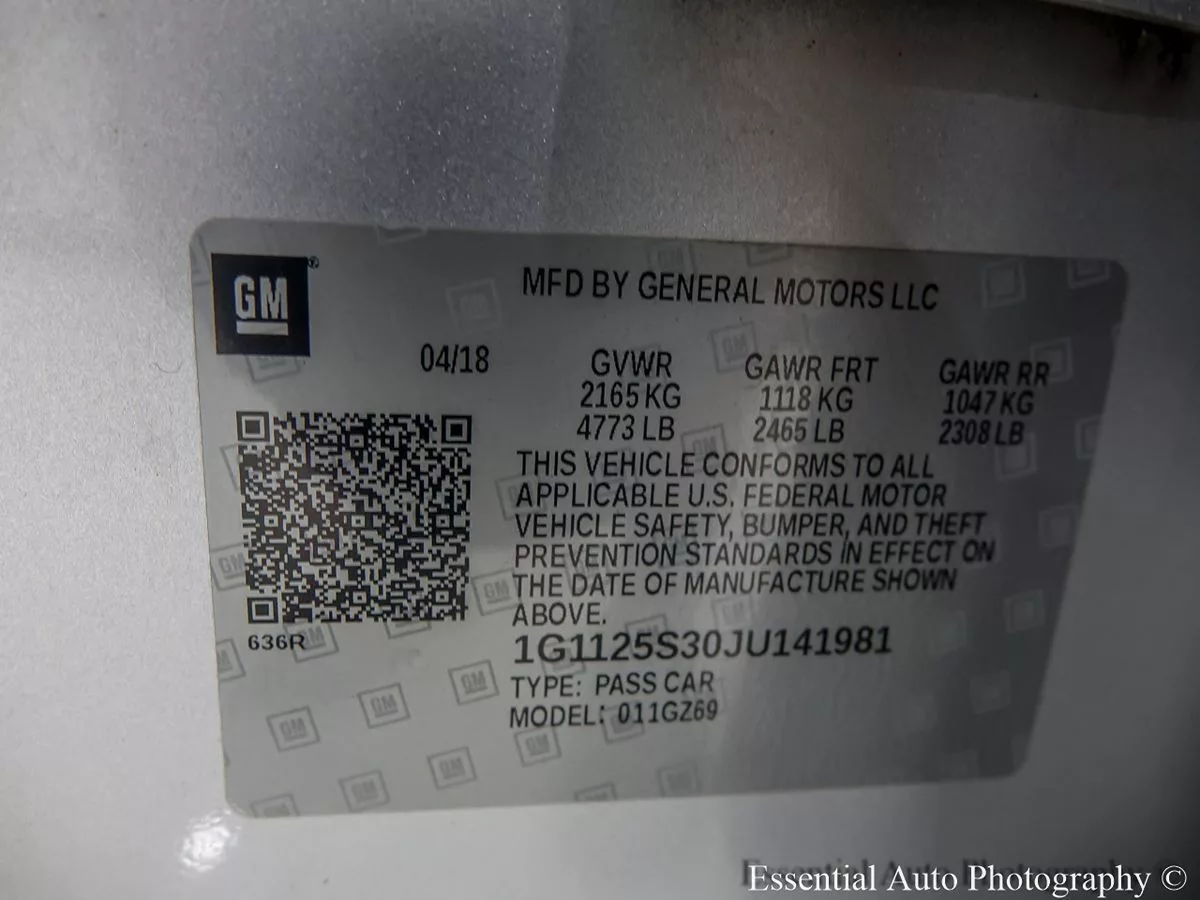 GM
MFD BY GENERAL MOTORS LLC
04/18 GVWR GAWR FRT GAWR RR
2165 KG 1118 KG 1047 KG
4773 LB 2465 LB 2308 LB
THIS VEHICLE CONFORMS TO ALL
APPLICABLE U.S. FEDERAL MOTOR
VEHICLE SAFETY, BUMPER, AND THEFT
PREVENTION STANDARDS IN EFFECT ON
THE DATE OF MANUFACTURE SHOWN
ABOVE.
636R
1G1125S30JU141981
TYPE: PASS CAR
MODEL: 011GZ69
Essential Auto Photography ©